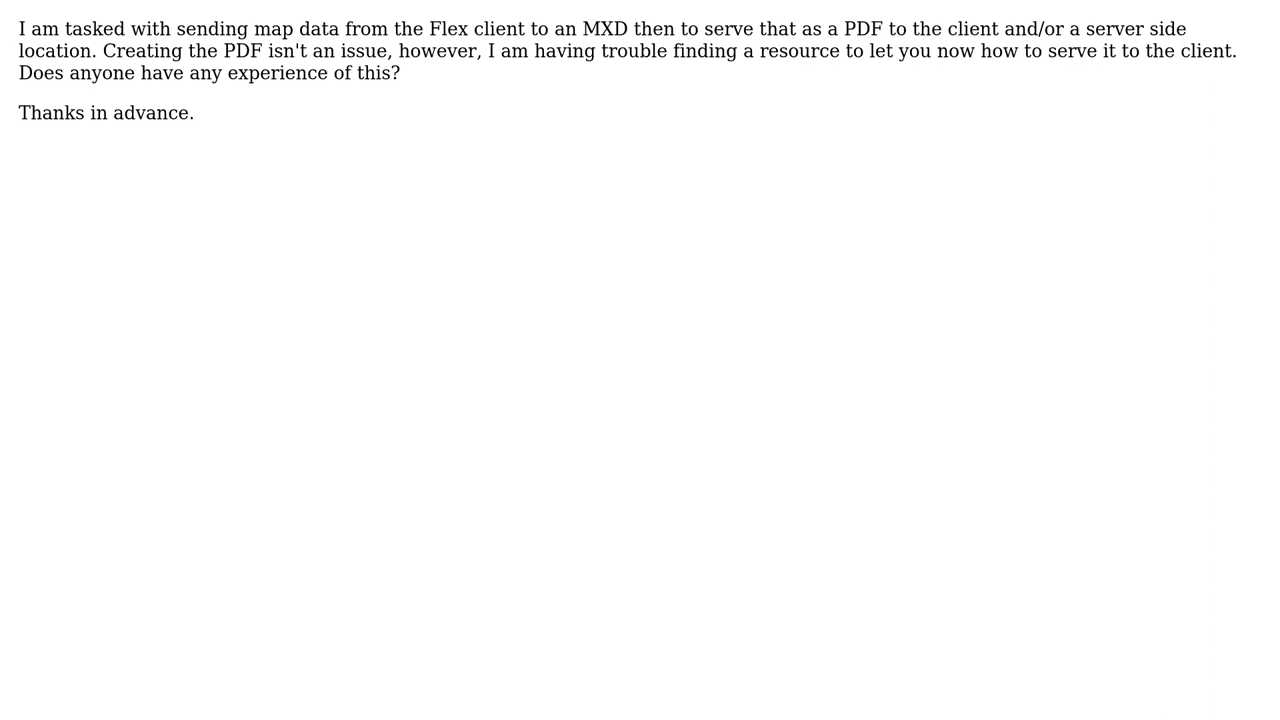 I am tasked with sending map data from the Flex client to an MXD then to serve that as a PDF to the client and/or a server side
location. Creating the PDF isn't an issue, however, I am having trouble finding a resource to let you now how to serve it to the client.
Does anyone have any experience of this?
Thanks in advance.